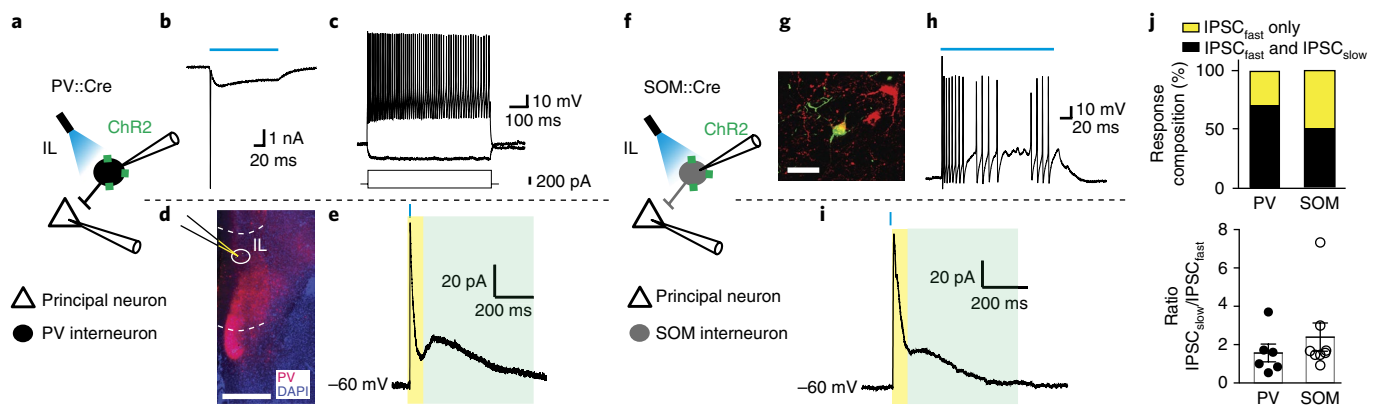 a
PV::Cre
ChR2
IL
Principal neuron
PV interneuron
b
1 nA
20 ms
c
10 mV
100 ms
200 pA
d
IL
PV
DAPI
e
20 pA
200 ms
–60 mV
f
SOM::Cre
ChR2
IL
Principal neuron
SOM interneuron
g
h
10 mV
20 ms
i
20 pA
200 ms
–60 mV
j
IPSCfast only
IPSCfast and IPSCslow
Response
composition (%)
100
50
0
PV SOM
Ratio
IPSCslow/IPSCfast
8
6
4
2
0
PV SOM